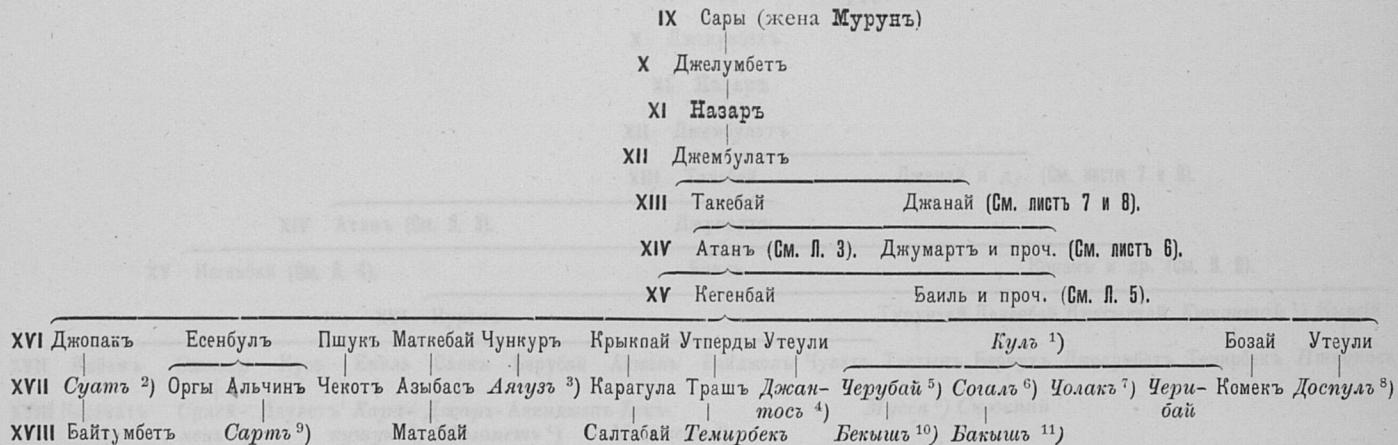 IX Сары (жена Мурунъ)
X Джелумбетъ
XI Назаръ
XII Джембулатъ
XIII Такебай Джанай (См. листъ 7 и 8).
XIV Атанъ (См. Л. 3). Джумартъ и проч. (См. листъ 6).
XV Кегенбай Баиль и проч. (См. Л. 5).
XVI Джопакъ Есенбулъ Пшукъ Маткебай Чункуръ Крыкпай Утперды Утеули Кулъ ¹) Бозай Утеули
XVII Суатъ ²) Оргы Альчинъ Чекотъ Азыбасъ Аягузъ ³) Карагула Трашъ Джан- Черубай ⁵) Согалъ ⁶) Чолакъ ⁷) Чери- Комекъ Доспулъ ⁸)
тосъ ⁴) бай
XVIII Байтумбетъ Сартъ ⁹) Матабай Салтабай Темирбекъ Бекышъ ¹⁰) Бакышъ ¹¹)